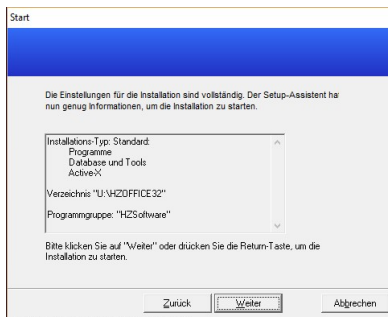 Start
Die Einstellungen für die Installation sind vollständig. Der Setup-Assistent hat
nun genug Informationen, um die Installation zu starten.
Installations-Typ: Standard:
Programme
Database und Tools
Active-X
Verzeichnis "U:\HZOFFICE32"
Programmgruppe: "HZSoftware"
Bitte klicken Sie auf "Weiter" oder drücken Sie die Return-Taste, um die
Installation zu starten.
Zurück
Weiter
Abbrechen